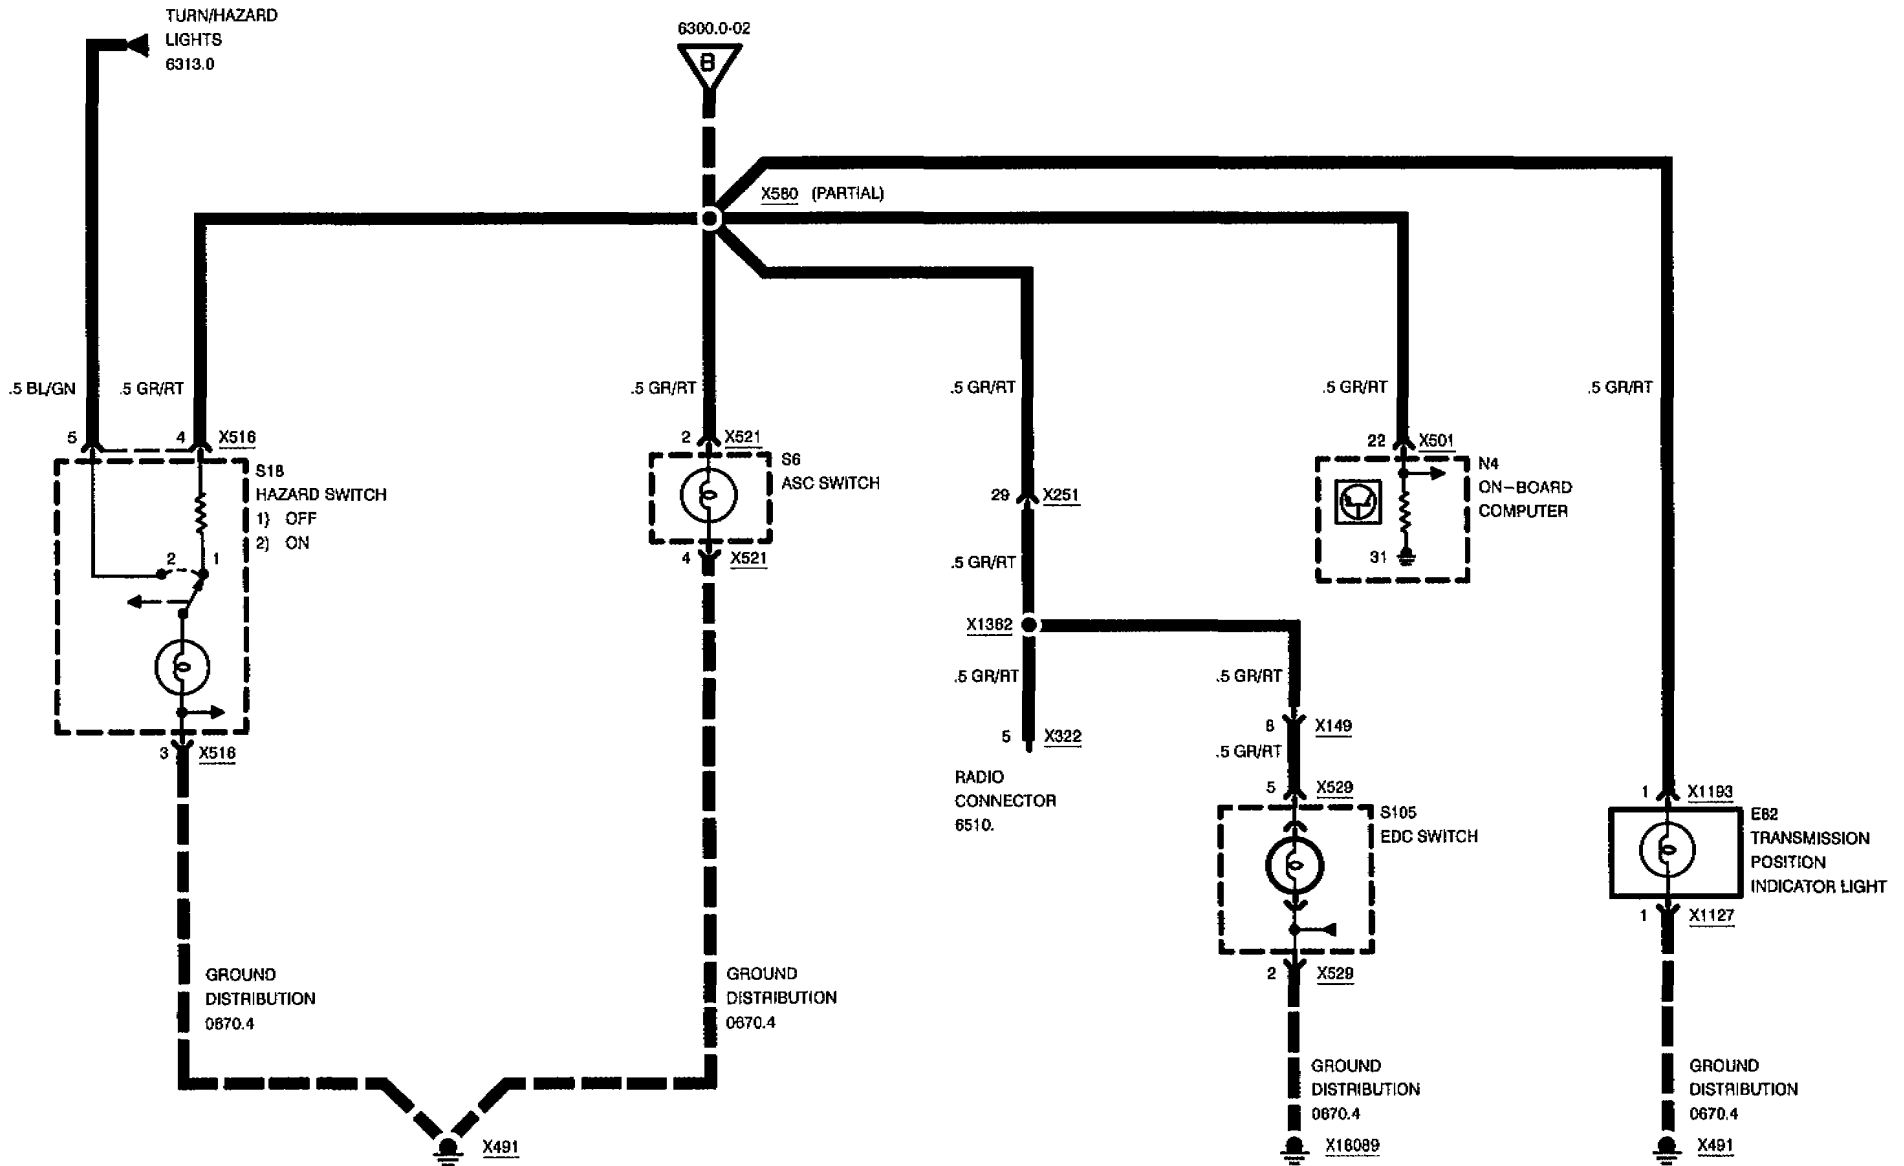 TURN/HAZARD
LIGHTS
6313.0
6300.0-02
B
X580 (PARTIAL)
.5 BL/GN
.5 GR/RT
.5 GR/RT
.5 GR/RT
.5 GR/RT
.5 GR/RT
5
4
X516
S18
HAZARD SWITCH
1) OFF
2) ON
2
1
3
X516
2
X521
S6
ASC SWITCH
4
X521
29
X251
.5 GR/RT
X1382
.5 GR/RT
5
X322
RADIO
CONNECTOR
6510.
22
X601
N4
ON-BOARD
COMPUTER
31
.5 GR/RT
8
X149
.5 GR/RT
5
X529
S105
EDC SWITCH
2
X529
1
X1193
E82
TRANSMISSION
POSITION
INDICATOR LIGHT
1
X1127
GROUND
DISTRIBUTION
0670.4
GROUND
DISTRIBUTION
0670.4
X491
GROUND
DISTRIBUTION
0670.4
X18089
GROUND
DISTRIBUTION
0670.4
X491